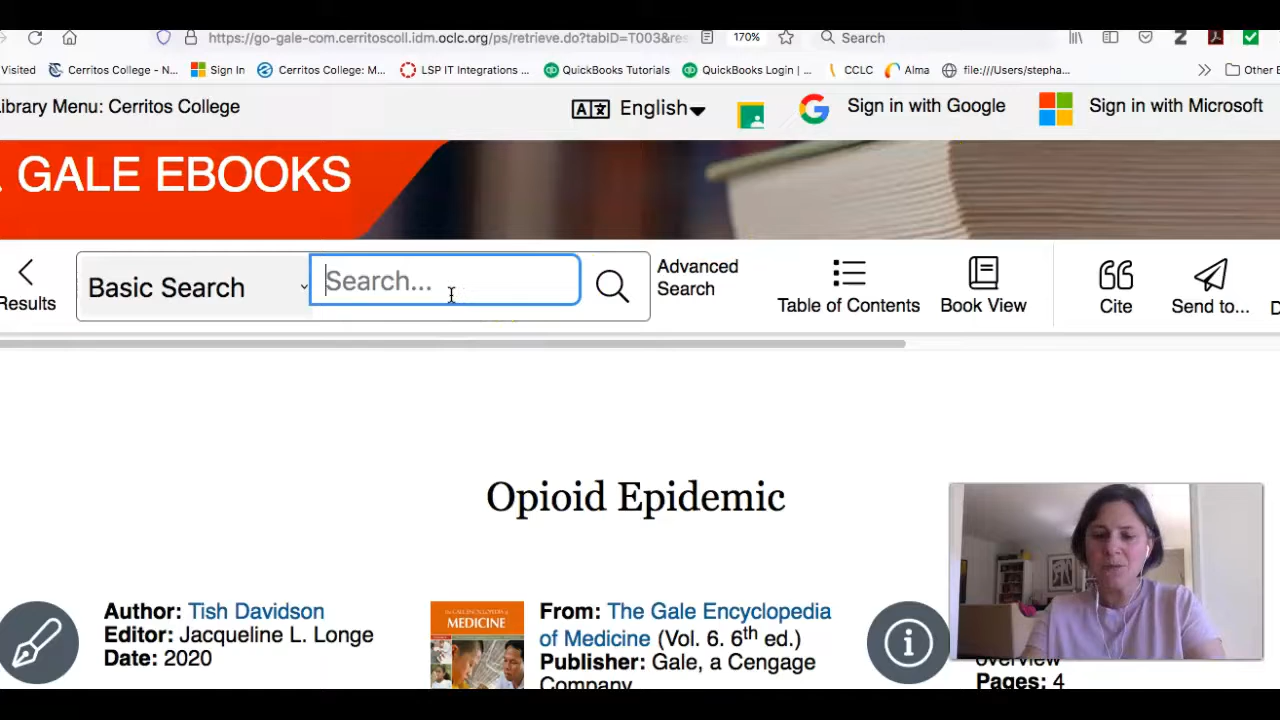 https://go-gale-com.cerritoscoll.idm.oclc.org/ps/retrieve.do?tabID=T003&res
170%
Search
Visited
Cerritos College - N...
Sign In
Cerritos College: M...
LSP IT Integrations ...
QuickBooks Tutorials
QuickBooks Login | ...
CCLC
Alma
file:///Users/stepha...
Other B
ibrary Menu: Cerritos College
English
Sign in with Google
Sign in with Microsoft
GALE EBOOKS
Results
Basic Search
Search...
Advanced
Search
Table of Contents
Book View
Cite
Send to...
Opioid Epidemic
Author: Tish Davidson
Editor: Jacqueline L. Longe
Date: 2020
MEDICINE
From: The Gale Encyclopedia
of Medicine (Vol. 6. 6th ed.)
Publisher: Gale, a Cengage
Company
overview
Pages: 4